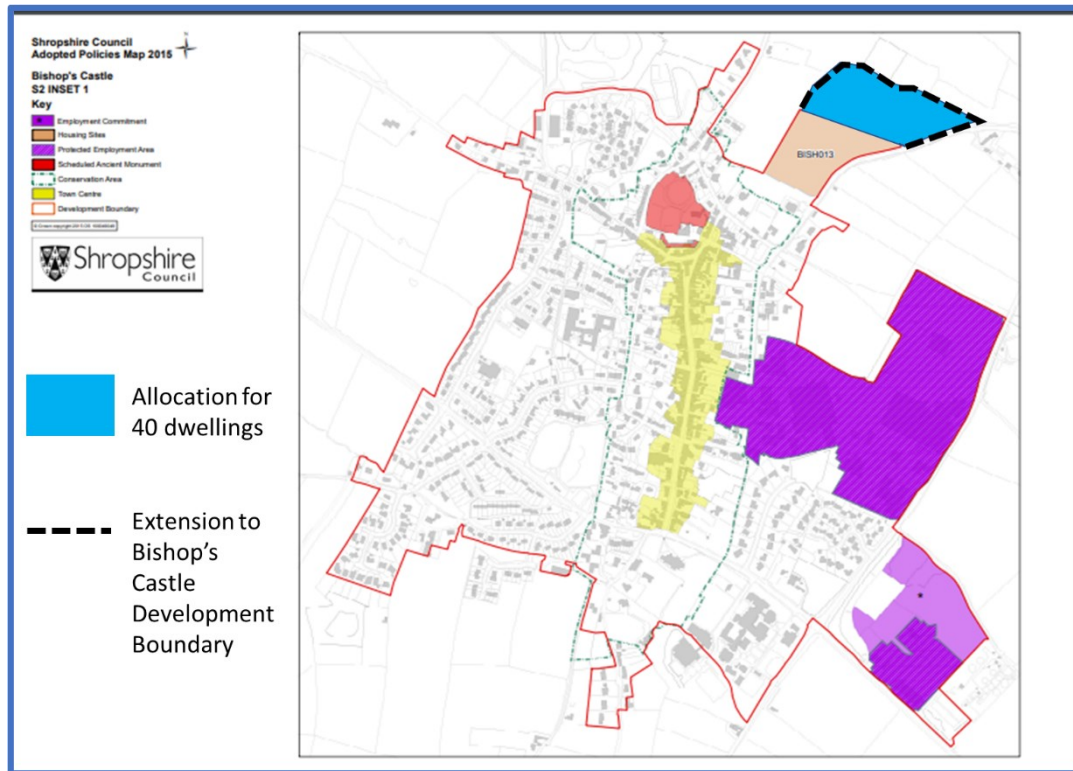 Shropshire Council
Adopted Policies Map 2015
N
Bishop's Castle
S2 INSET 1
Key
Employment Commitment
Housing Sites
Protected Employment Area
Scheduled Ancient Monument
Conservation Area
Town Centre
Development Boundary
Shropshire
Council
Allocation for
40 dwellings
Extension to
Bishop's
Castle
Development
Boundary
BISH013